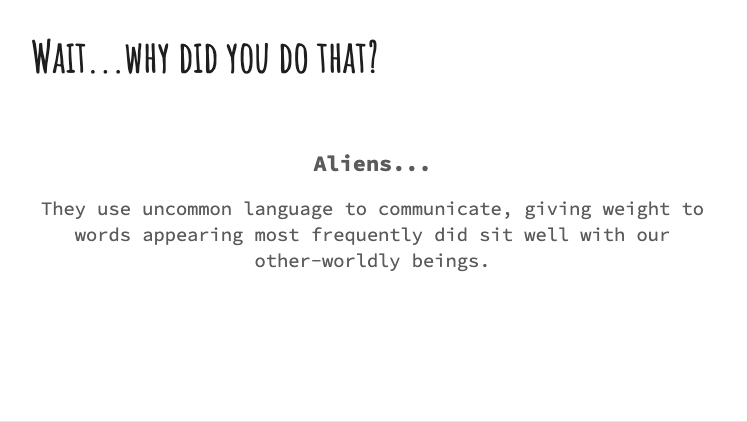 Wait...why did you do that?
Aliens...
They use uncommon language to communicate, giving weight to
words appearing most frequently did sit well with our
other-worldly beings.